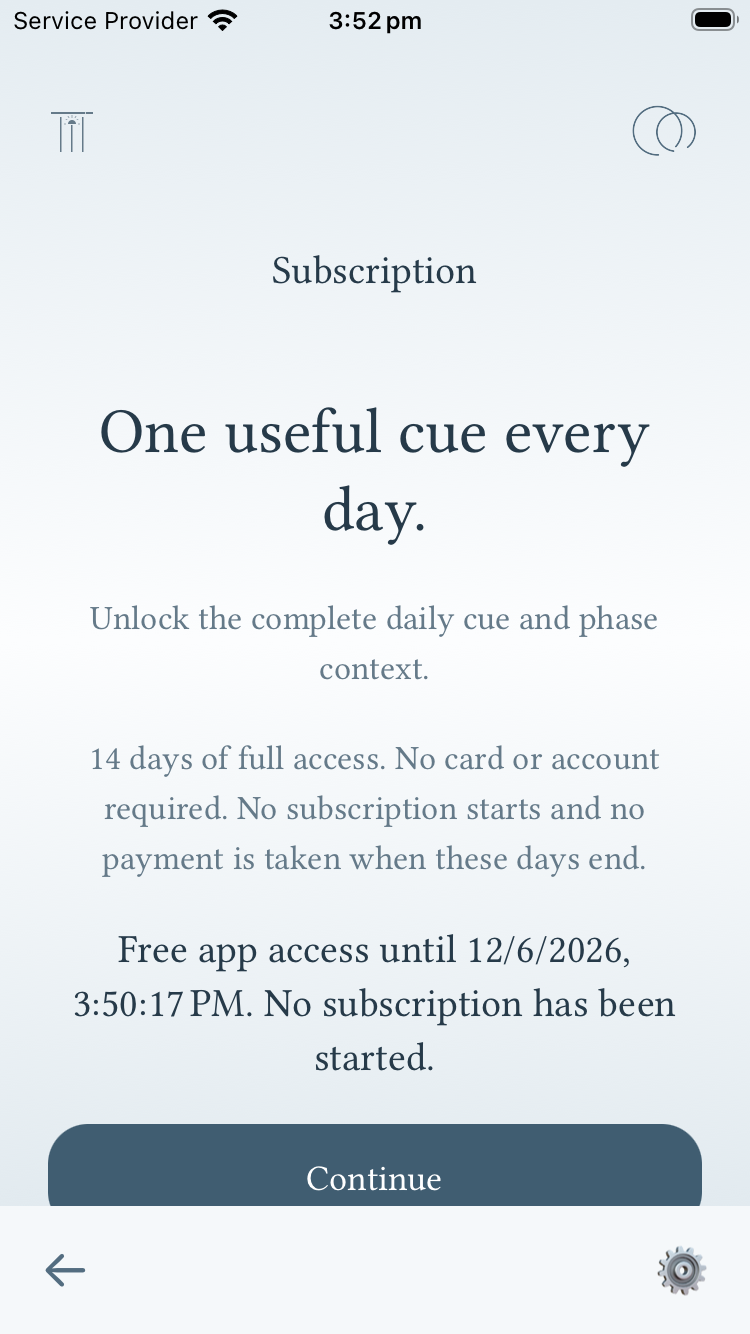 Service Provider 3:52 pm
Subscription
One useful cue every
day.
Unlock the complete daily cue and phase
context.
14 days of full access. No card or account
required. No subscription starts and no
payment is taken when these days end.
Free app access until 12/6/2026,
3:50:17 PM. No subscription has been
started.
Continue